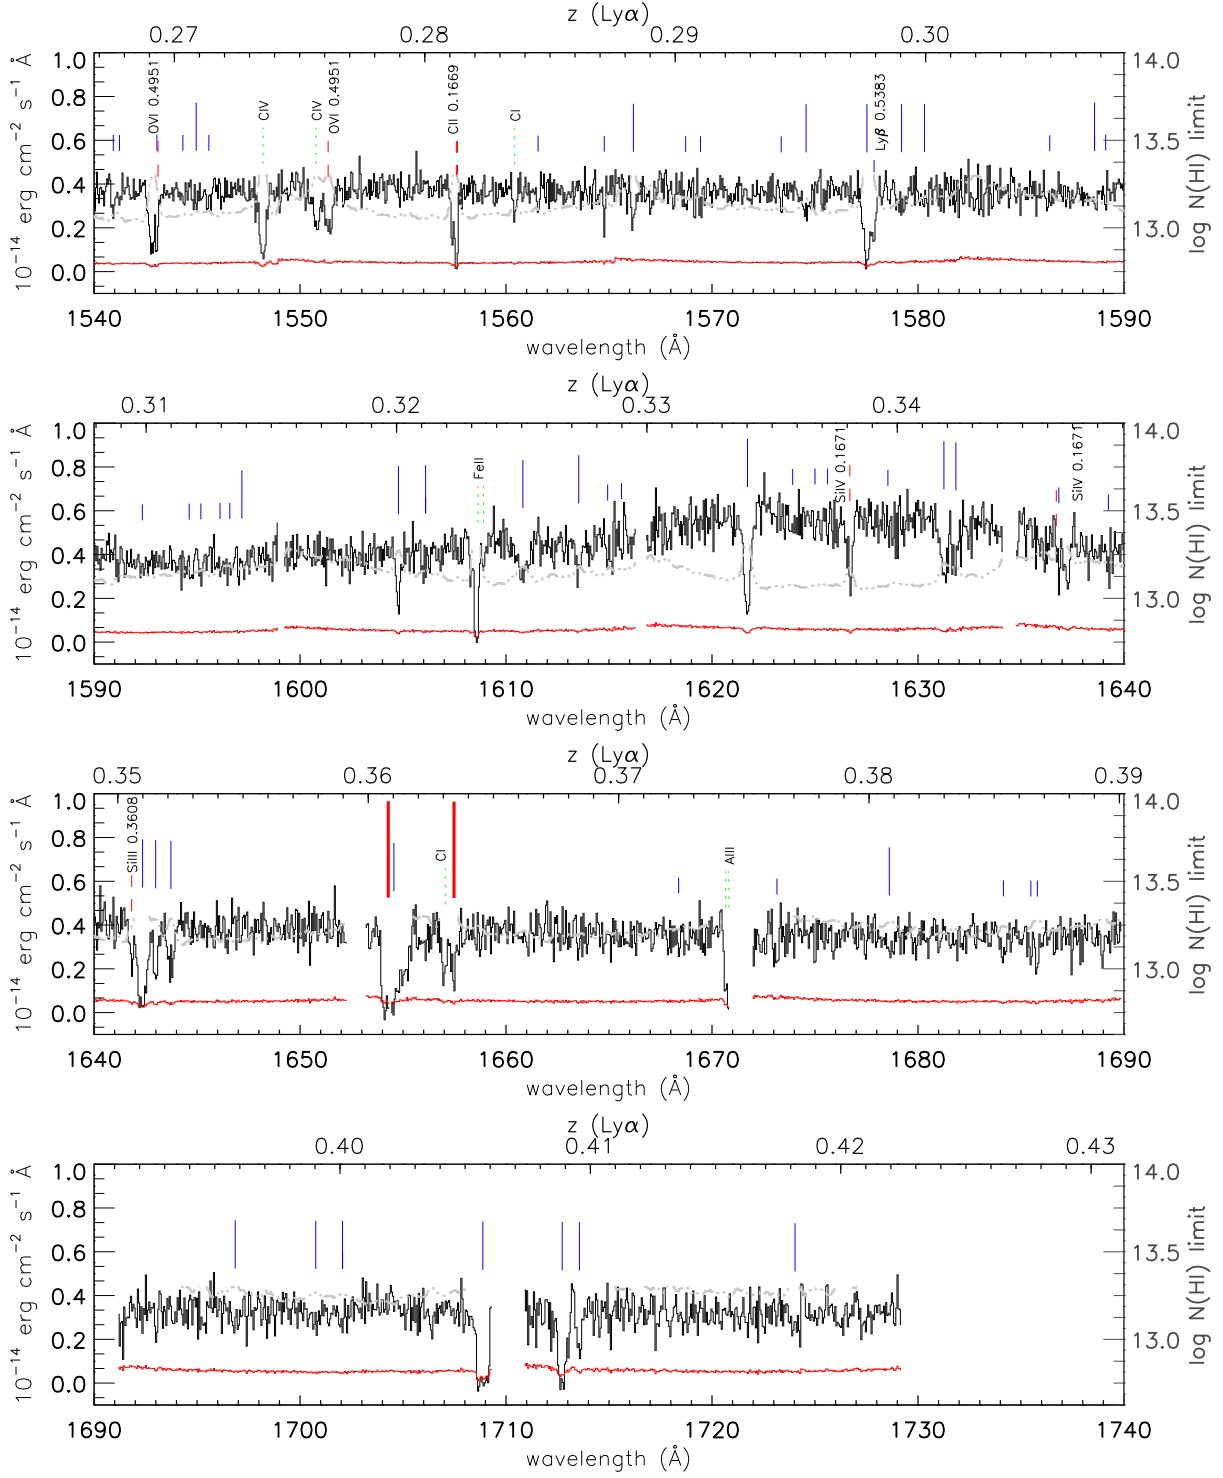 z (Lyα)
0.27 0.28 0.29 0.30
1.0 0.8 0.6 0.4 0.2 0.0
10−14 erg cm−2 s−1 Å
OVI 0.4951
CIV
CIV
OVI 0.4951
CII 0.1669
CI
Lyβ 0.5383
14.0 13.5 13.0
log N(HI) limit
1540 1550 1560 1570 1580 1590
wavelength (Å)
z (Lyα)
0.31 0.32 0.33 0.34
1.0 0.8 0.6 0.4 0.2 0.0
10−14 erg cm−2 s−1 Å
FeII
SiIV 0.1671
SiIV 0.1671
14.0 13.5 13.0
log N(HI) limit
1590 1600 1610 1620 1630 1640
wavelength (Å)
z (Lyα)
0.35 0.36 0.37 0.38 0.39
1.0 0.8 0.6 0.4 0.2 0.0
10−14 erg cm−2 s−1 Å
SiIII 0.3608
CI
AlII
14.0 13.5 13.0
log N(HI) limit
1640 1650 1660 1670 1680 1690
wavelength (Å)
z (Lyα)
0.40 0.41 0.42 0.43
1.0 0.8 0.6 0.4 0.2 0.0
10−14 erg cm−2 s−1 Å
14.0 13.5 13.0
log N(HI) limit
1690 1700 1710 1720 1730 1740
wavelength (Å)